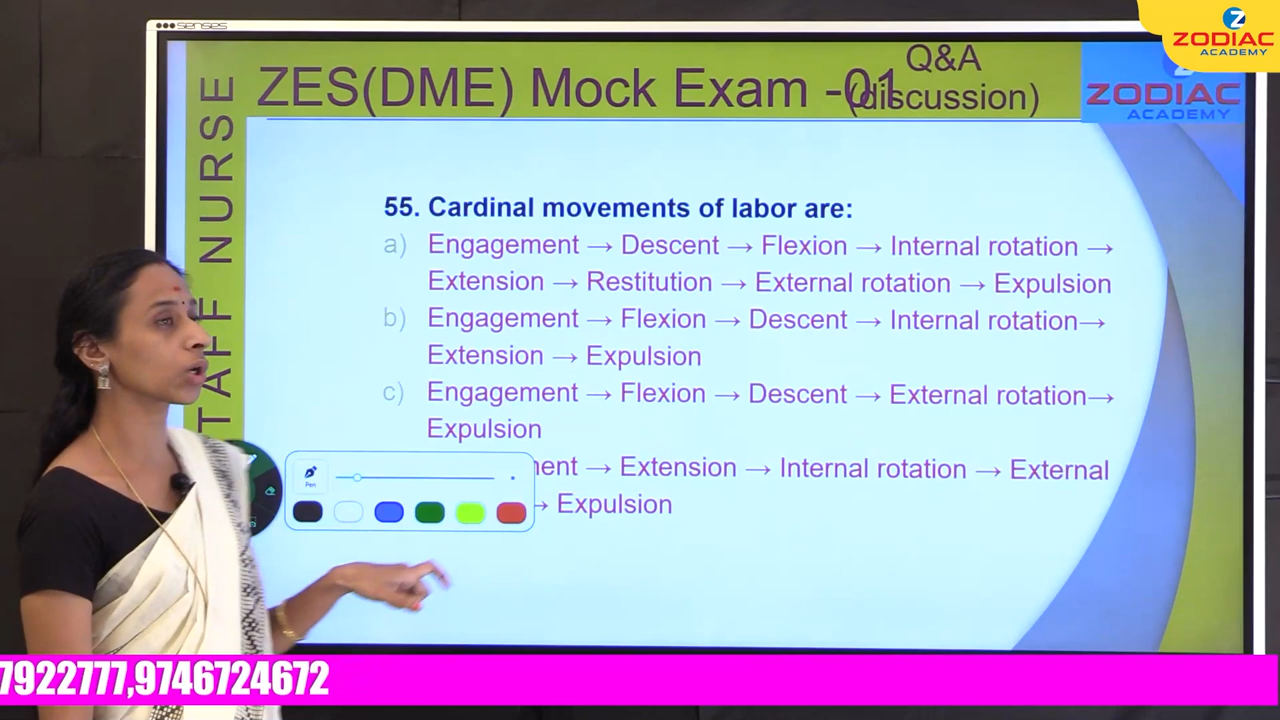 senses
ZODIAC
ACADEMY
STAFF NURSE
ZES(DME) Mock Exam -01
Q&A
(discussion)
ZODIAC
ACADEMY
55. Cardinal movements of labor are:
a) Engagement → Descent → Flexion → Internal rotation →
Extension → Restitution → External rotation → Expulsion
b) Engagement → Flexion → Descent → Internal rotation→
Extension → Expulsion
c) Engagement → Flexion → Descent → External rotation→
Expulsion
ment → Extension → Internal rotation → External
→ Expulsion
Pen
7922777,9746724672